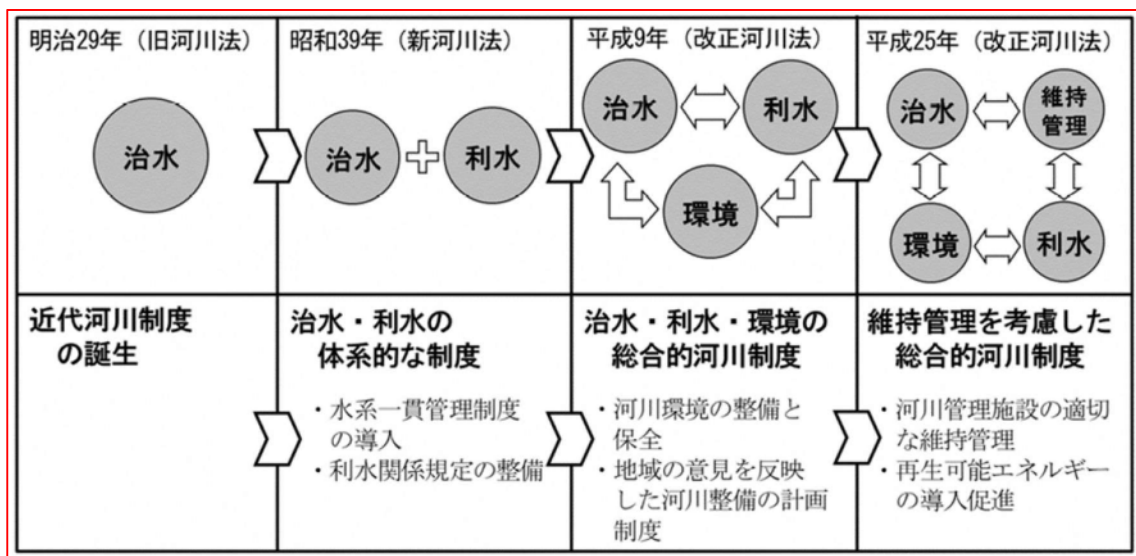 明治29年(旧河川法)
治水
昭和39年(新河川法)
治水
利水
平成9年(改正河川法)
治水
利水
環境
平成25年(改正河川法)
治水
維持
管理
環境
利水
近代河川制度
の誕生
治水・利水の
体系的な制度
・水系一貫管理制度
の導入
・利水関係規定の整備
治水・利水・環境の
総合的河川制度
・河川環境の整備と
保全
・地域の意見を反映
した河川整備の計画
制度
維持管理を考慮した
総合的河川制度
・河川管理施設の適切
な維持管理
・再生可能エネルギー
の導入促進